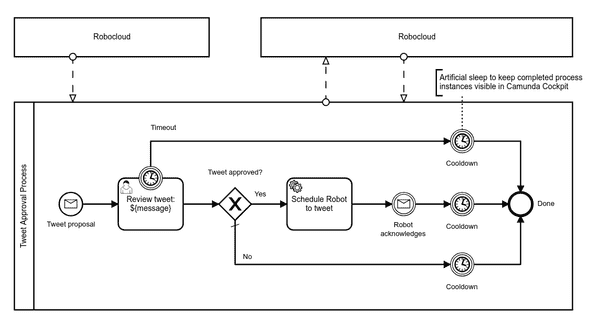 Robocloud
Robocloud
Artificial sleep to keep completed process
instances visible in Camunda Cockpit
Tweet Approval Process
Timeout
Cooldown
Tweet proposal
Review tweet:
${message}
Tweet approved?
Yes
Schedule Robot
to tweet
Robot
acknowledges
Cooldown
Done
No
Cooldown